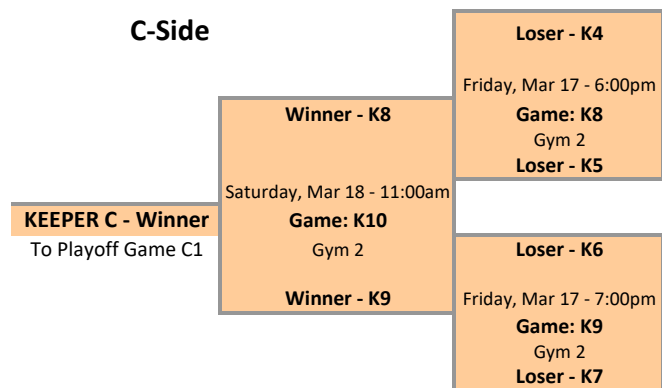 C-Side
Loser - K4
Friday, Mar 17 - 6:00pm
Game: K8
Gym 2
Loser - K5
Winner - K8
Saturday, Mar 18 - 11:00am
Game: K10
Gym 2
Winner - K9
KEEPER C - Winner
To Playoff Game C1
Loser - K6
Friday, Mar 17 - 7:00pm
Game: K9
Gym 2
Loser - K7